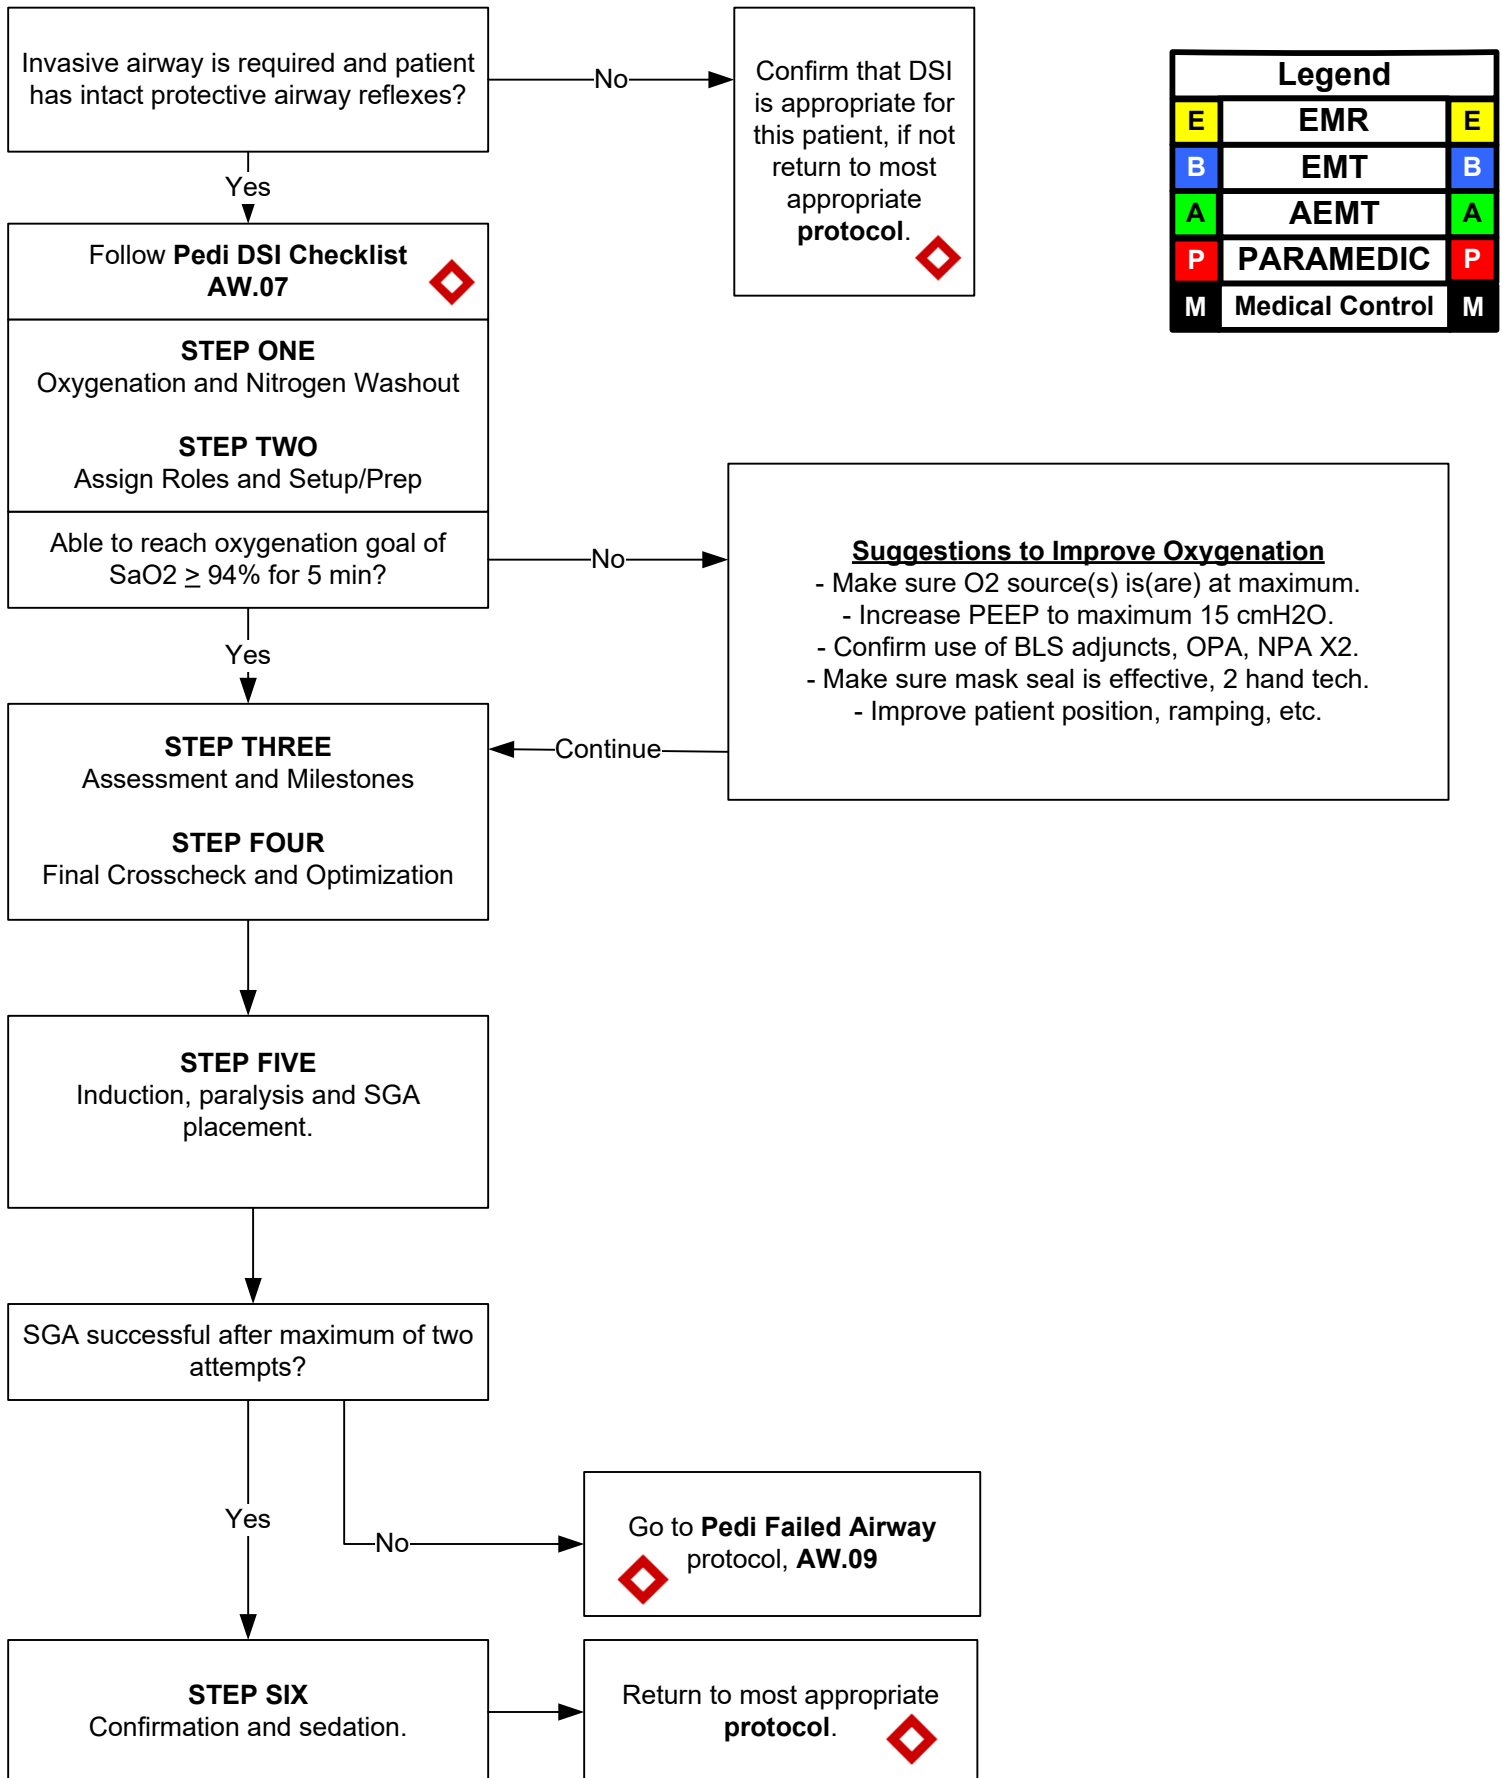 Invasive airway is required and patient
has intact protective airway reflexes?
No
Confirm that DSI
is appropriate for
this patient, if not
return to most
appropriate
protocol.
Legend
E EMR E
B EMT B
A AEMT A
P PARAMEDIC P
M Medical Control M
Yes
Follow Pedi DSI Checklist
AW.07
STEP ONE
Oxygenation and Nitrogen Washout
STEP TWO
Assign Roles and Setup/Prep
Able to reach oxygenation goal of
SaO2 ≥ 94% for 5 min?
No
Suggestions to Improve Oxygenation
- Make sure O2 source(s) is(are) at maximum.
- Increase PEEP to maximum 15 cmH2O.
- Confirm use of BLS adjuncts, OPA, NPA X2.
- Make sure mask seal is effective, 2 hand tech.
- Improve patient position, ramping, etc.
Yes
Continue
STEP THREE
Assessment and Milestones
STEP FOUR
Final Crosscheck and Optimization
STEP FIVE
Induction, paralysis and SGA
placement.
SGA successful after maximum of two
attempts?
Yes
No
Go to Pedi Failed Airway
protocol, AW.09
STEP SIX
Confirmation and sedation.
Return to most appropriate
protocol.